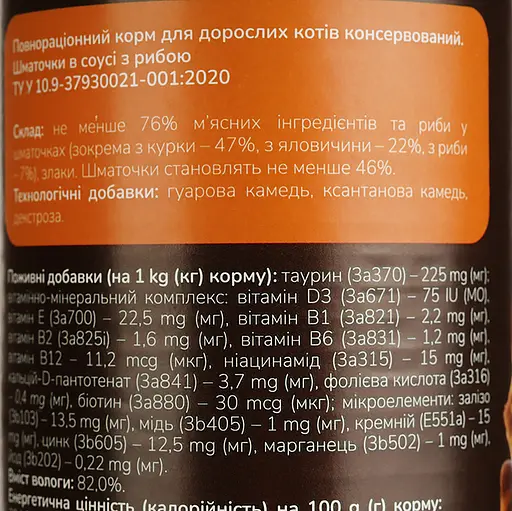 Повнораціонний корм для дорослих котів консервований.
Шматочки в соусі з рибою
ТУ У 10.9-37930021-001:2020
Склад: не менше 76% м'ясних інгредієнтів та риби у
шматочках (зокрема з курки – 47%, з яловичини – 22%, з риби
– 7%), злаки. Шматочки становлять не менше 46%.
Технологічні добавки: гуарова камедь, ксантанова камедь,
декстроза.
Поживні добавки (на 1 kg (кг) корму): таурин (3а370) – 225 mg (мг);
вітамінно-мінеральний комплекс: вітамін D3 (3а671) – 75 IU (МО),
вітамін Е (3а700) – 22,5 mg (мг), вітамін В1 (3а821) – 2,2 mg (мг),
вітамін В2 (3а825і) – 1,6 mg (мг), вітамін В6 (3а831) – 1,2 mg (мг),
вітамін В12 – 11,2 mcg (мкг), ніацинамід (3а315) – 15 mg (мг),
кальцій-D-пантотенат (3а841) – 3,7 mg (мг), фолієва кислота (3а316)
– 0,4 mg (мг), біотин (3а880) – 30 mcg (мкг); мікроелементи: залізо
(3b103) – 13,5 mg (мг), мідь (3b405) – 1 mg (мг), кремній (Е551а) – 15
mg (мг), цинк (3b605) – 12,5 mg (мг), марганець (3b502) – 1 mg (мг),
йод (3b202) – 0,22 mg (мг).
Вміст вологи: 82,0%.
Енергетична цінність (калорійність) на 100 g (г) корму: